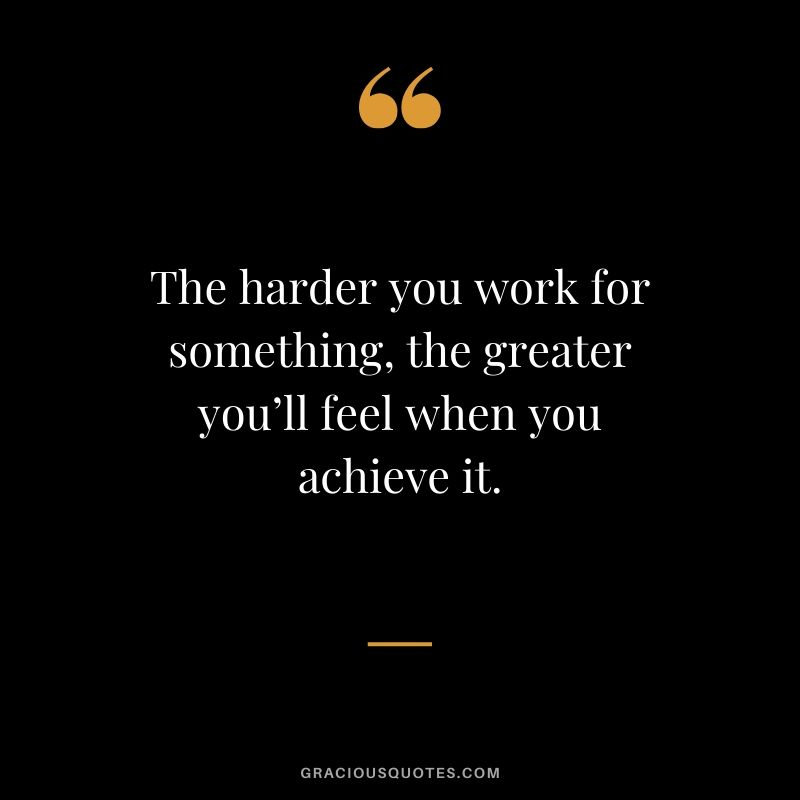 “
The harder you work for
something, the greater
you’ll feel when you
achieve it.
GRACIOUSQUOTES.COM